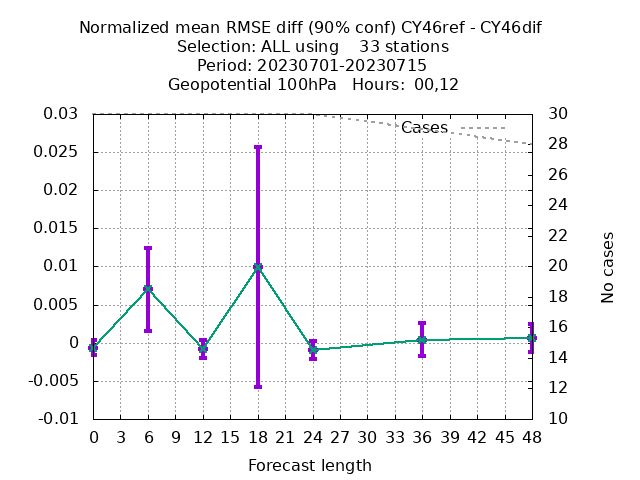 Normalized mean RMSE diff (90% conf) CY46ref - CY46dif
Selection: ALL using    33 stations
Period: 20230701-20230715
Geopotential 100hPa   Hours:  00,12
0.03
0.025
0.02
0.015
0.01
0.005
0
-0.005
-0.01
Cases
30
28
26
24
22
20
18
16
14
12
10
No cases
0 3 6 9 12 15 18 21 24 27 30 33 36 39 42 45 48
Forecast length